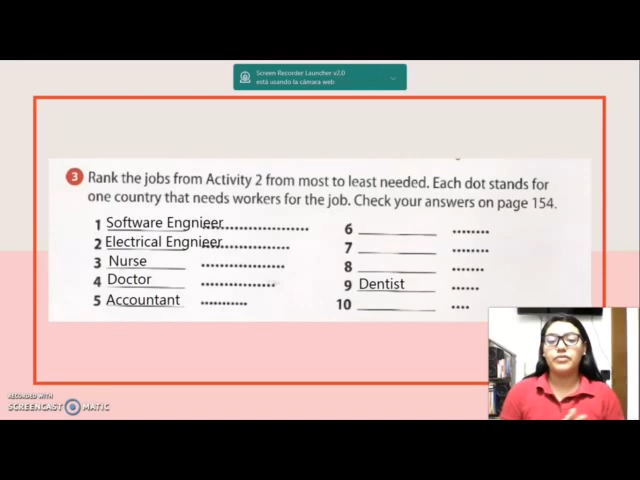 Screen Recorder Launcher v2.0
está usando la cámara web
3 Rank the jobs from Activity 2 from most to least needed. Each dot stands for
one country that needs workers for the job. Check your answers on page 154.
1 Software Engnieer
2 Electrical Engnieer
3 Nurse
4 Doctor
5 Accountant
6
7
8
9 Dentist
10
RECORDED WITH
SCREENCAST MATIC